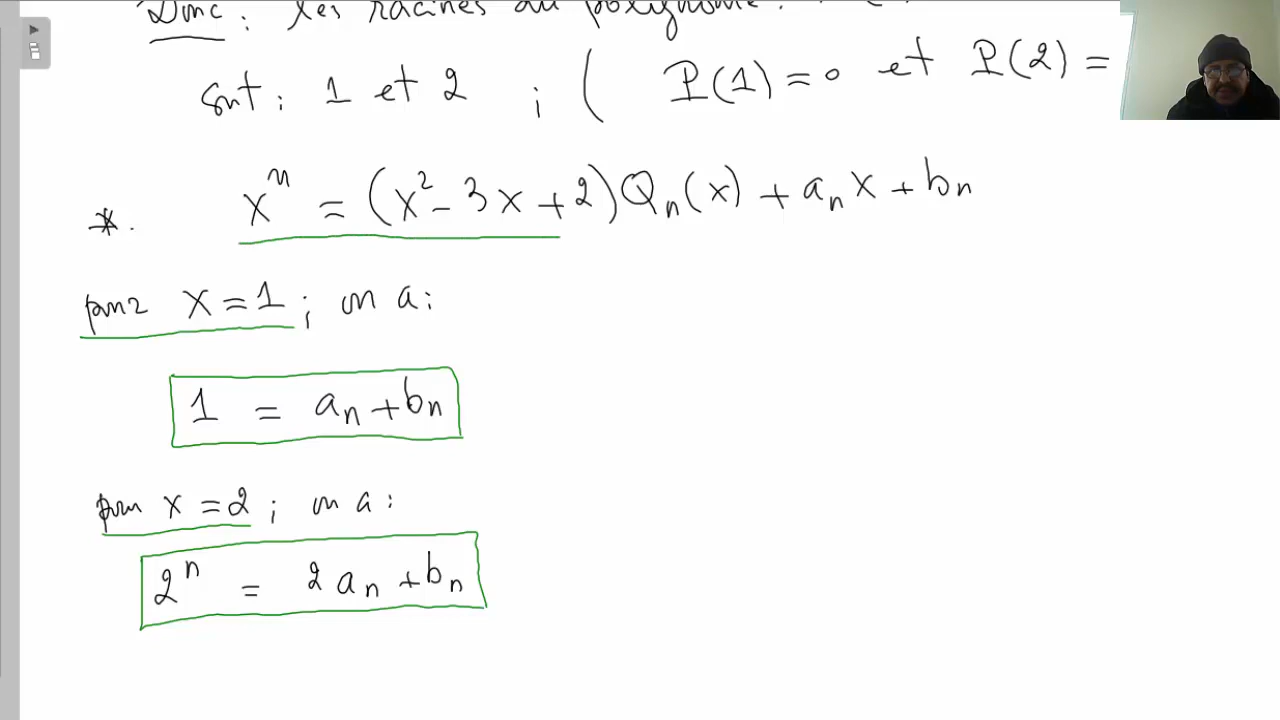 Donc : les racines du polynôme
sont : 1 et 2 ; ( P(1) = 0 et P(2) =
*. x^n = (x^2 - 3x + 2) Q_n(x) + a_n x + b_n
pour x = 1 ; on a :
1 = a_n + b_n
pour x = 2 ; on a :
2^n = 2a_n + b_n